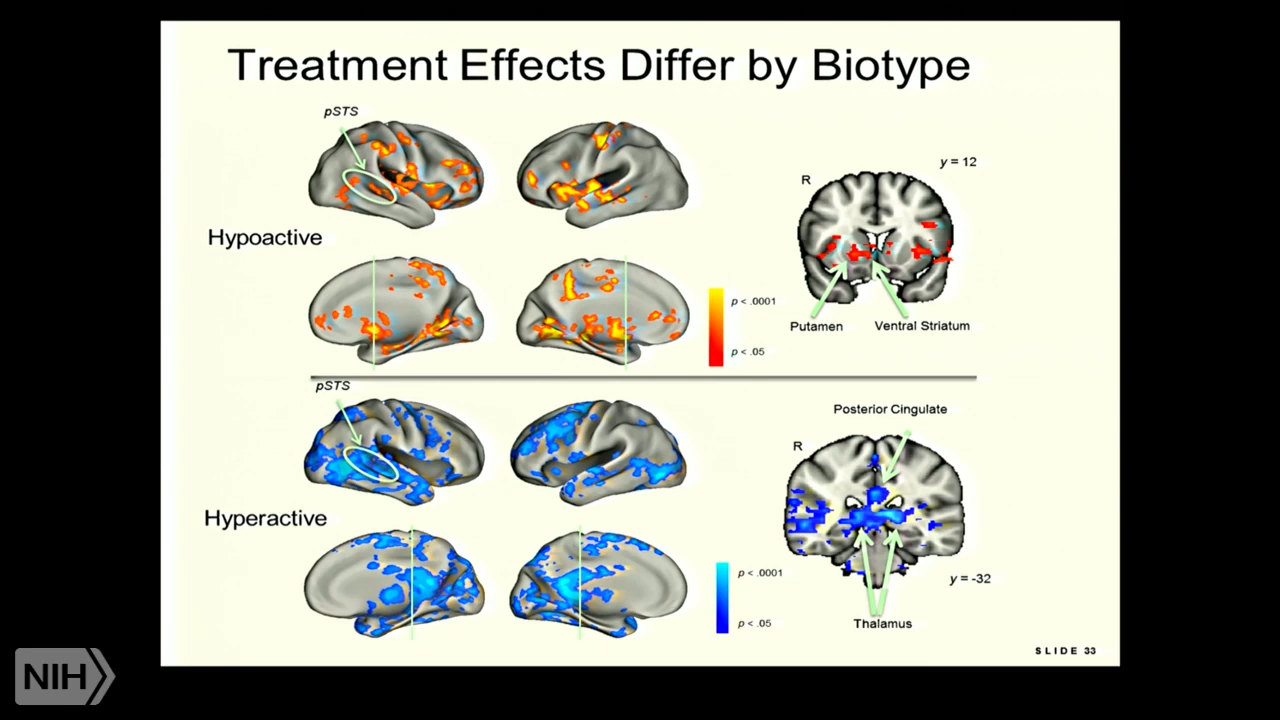 Treatment Effects Differ by Biotype
pSTS
y = 12
R
Hypoactive
p < .0001
p < .05
Putamen
Ventral Striatum
pSTS
Posterior Cingulate
R
Hyperactive
p < .0001
p < .05
y = -32
Thalamus
SLIDE 33
NIH